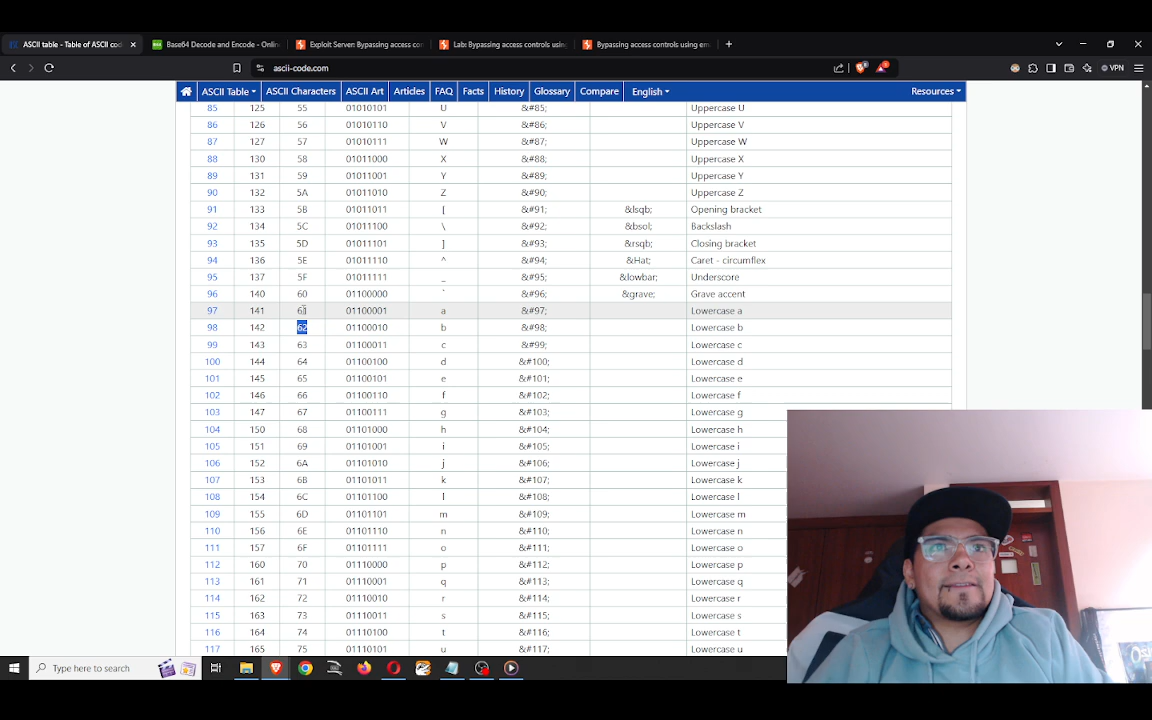 ASCII table - Table of ASCII cod
Base64 Decode and Encode - Onlin
Exploit Server: Bypassing access co
Lab: Bypassing access controls usin
Bypassing access controls using em
ascii-code.com
VPN
ASCII Table ASCII Characters ASCII Art Articles FAQ Facts History Glossary Compare English Resources
85 125 55 01010101 U &#85; Uppercase U
86 126 56 01010110 V &#86; Uppercase V
87 127 57 01010111 W &#87; Uppercase W
88 130 58 01011000 X &#88; Uppercase X
89 131 59 01011001 Y &#89; Uppercase Y
90 132 5A 01011010 Z &#90; Uppercase Z
91 133 5B 01011011 [ &#91; &lsqb; Opening bracket
92 134 5C 01011100 \ &#92; &bsol; Backslash
93 135 5D 01011101 ] &#93; &rsqb; Closing bracket
94 136 5E 01011110 ^ &#94; &Hat; Caret - circumflex
95 137 5F 01011111 _ &#95; &lowbar; Underscore
96 140 60 01100000 ` &#96; &grave; Grave accent
97 141 61 01100001 a &#97; Lowercase a
98 142 62 01100010 b &#98; Lowercase b
99 143 63 01100011 c &#99; Lowercase c
100 144 64 01100100 d &#100; Lowercase d
101 145 65 01100101 e &#101; Lowercase e
102 146 66 01100110 f &#102; Lowercase f
103 147 67 01100111 g &#103; Lowercase g
104 150 68 01101000 h &#104; Lowercase h
105 151 69 01101001 i &#105; Lowercase i
106 152 6A 01101010 j &#106; Lowercase j
107 153 6B 01101011 k &#107; Lowercase k
108 154 6C 01101100 l &#108; Lowercase l
109 155 6D 01101101 m &#109; Lowercase m
110 156 6E 01101110 n &#110; Lowercase n
111 157 6F 01101111 o &#111; Lowercase o
112 160 70 01110000 p &#112; Lowercase p
113 161 71 01110001 q &#113; Lowercase q
114 162 72 01110010 r &#114; Lowercase r
115 163 73 01110011 s &#115; Lowercase s
116 164 74 01110100 t &#116; Lowercase t
117 165 75 01110101 u &#117; Lowercase u
Type here to search